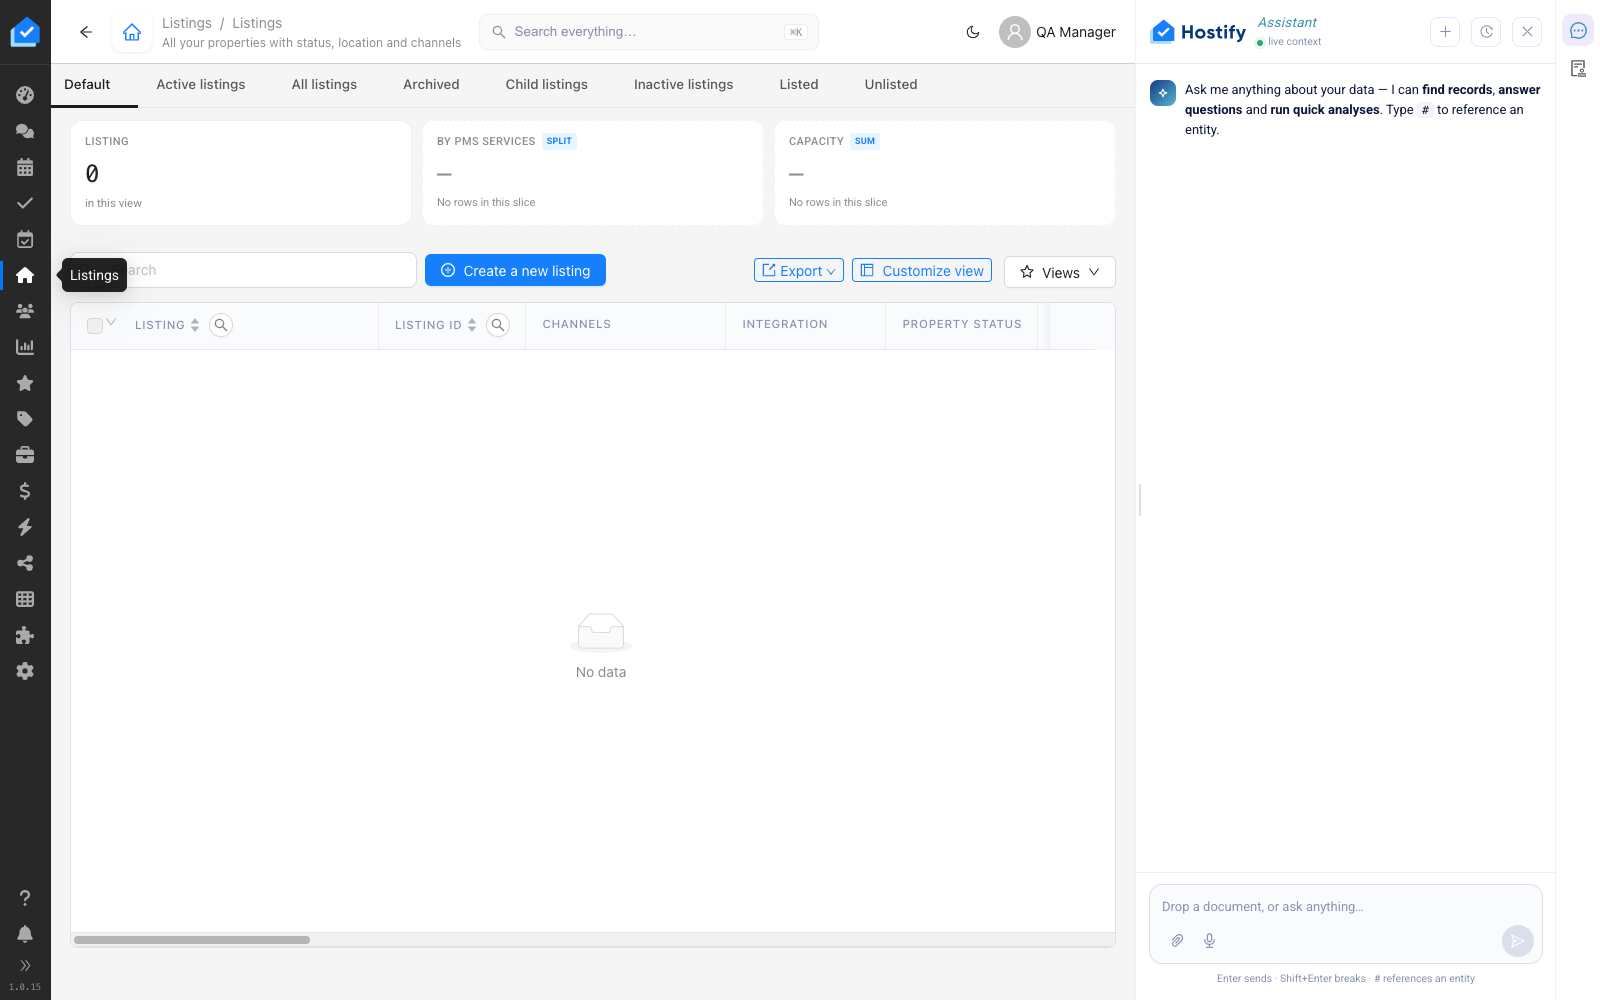 Listings / Listings
All your properties with status, location and channels
Search everything…
⌘K
QA Manager
Hostify
Assistant
live context
Default
Active listings
All listings
Archived
Child listings
Inactive listings
Listed
Unlisted
LISTING
0
in this view
BY PMS SERVICES SPLIT
—
No rows in this slice
CAPACITY SUM
—
No rows in this slice
Ask me anything about your data — I can find records, answer
questions and run quick analyses. Type # to reference an
entity.
Listings
Create a new listing
Export
Customize view
Views
LISTING
LISTING ID
CHANNELS
INTEGRATION
PROPERTY STATUS
No data
Drop a document, or ask anything…
Enter sends · Shift+Enter breaks · # references an entity
1.0.15